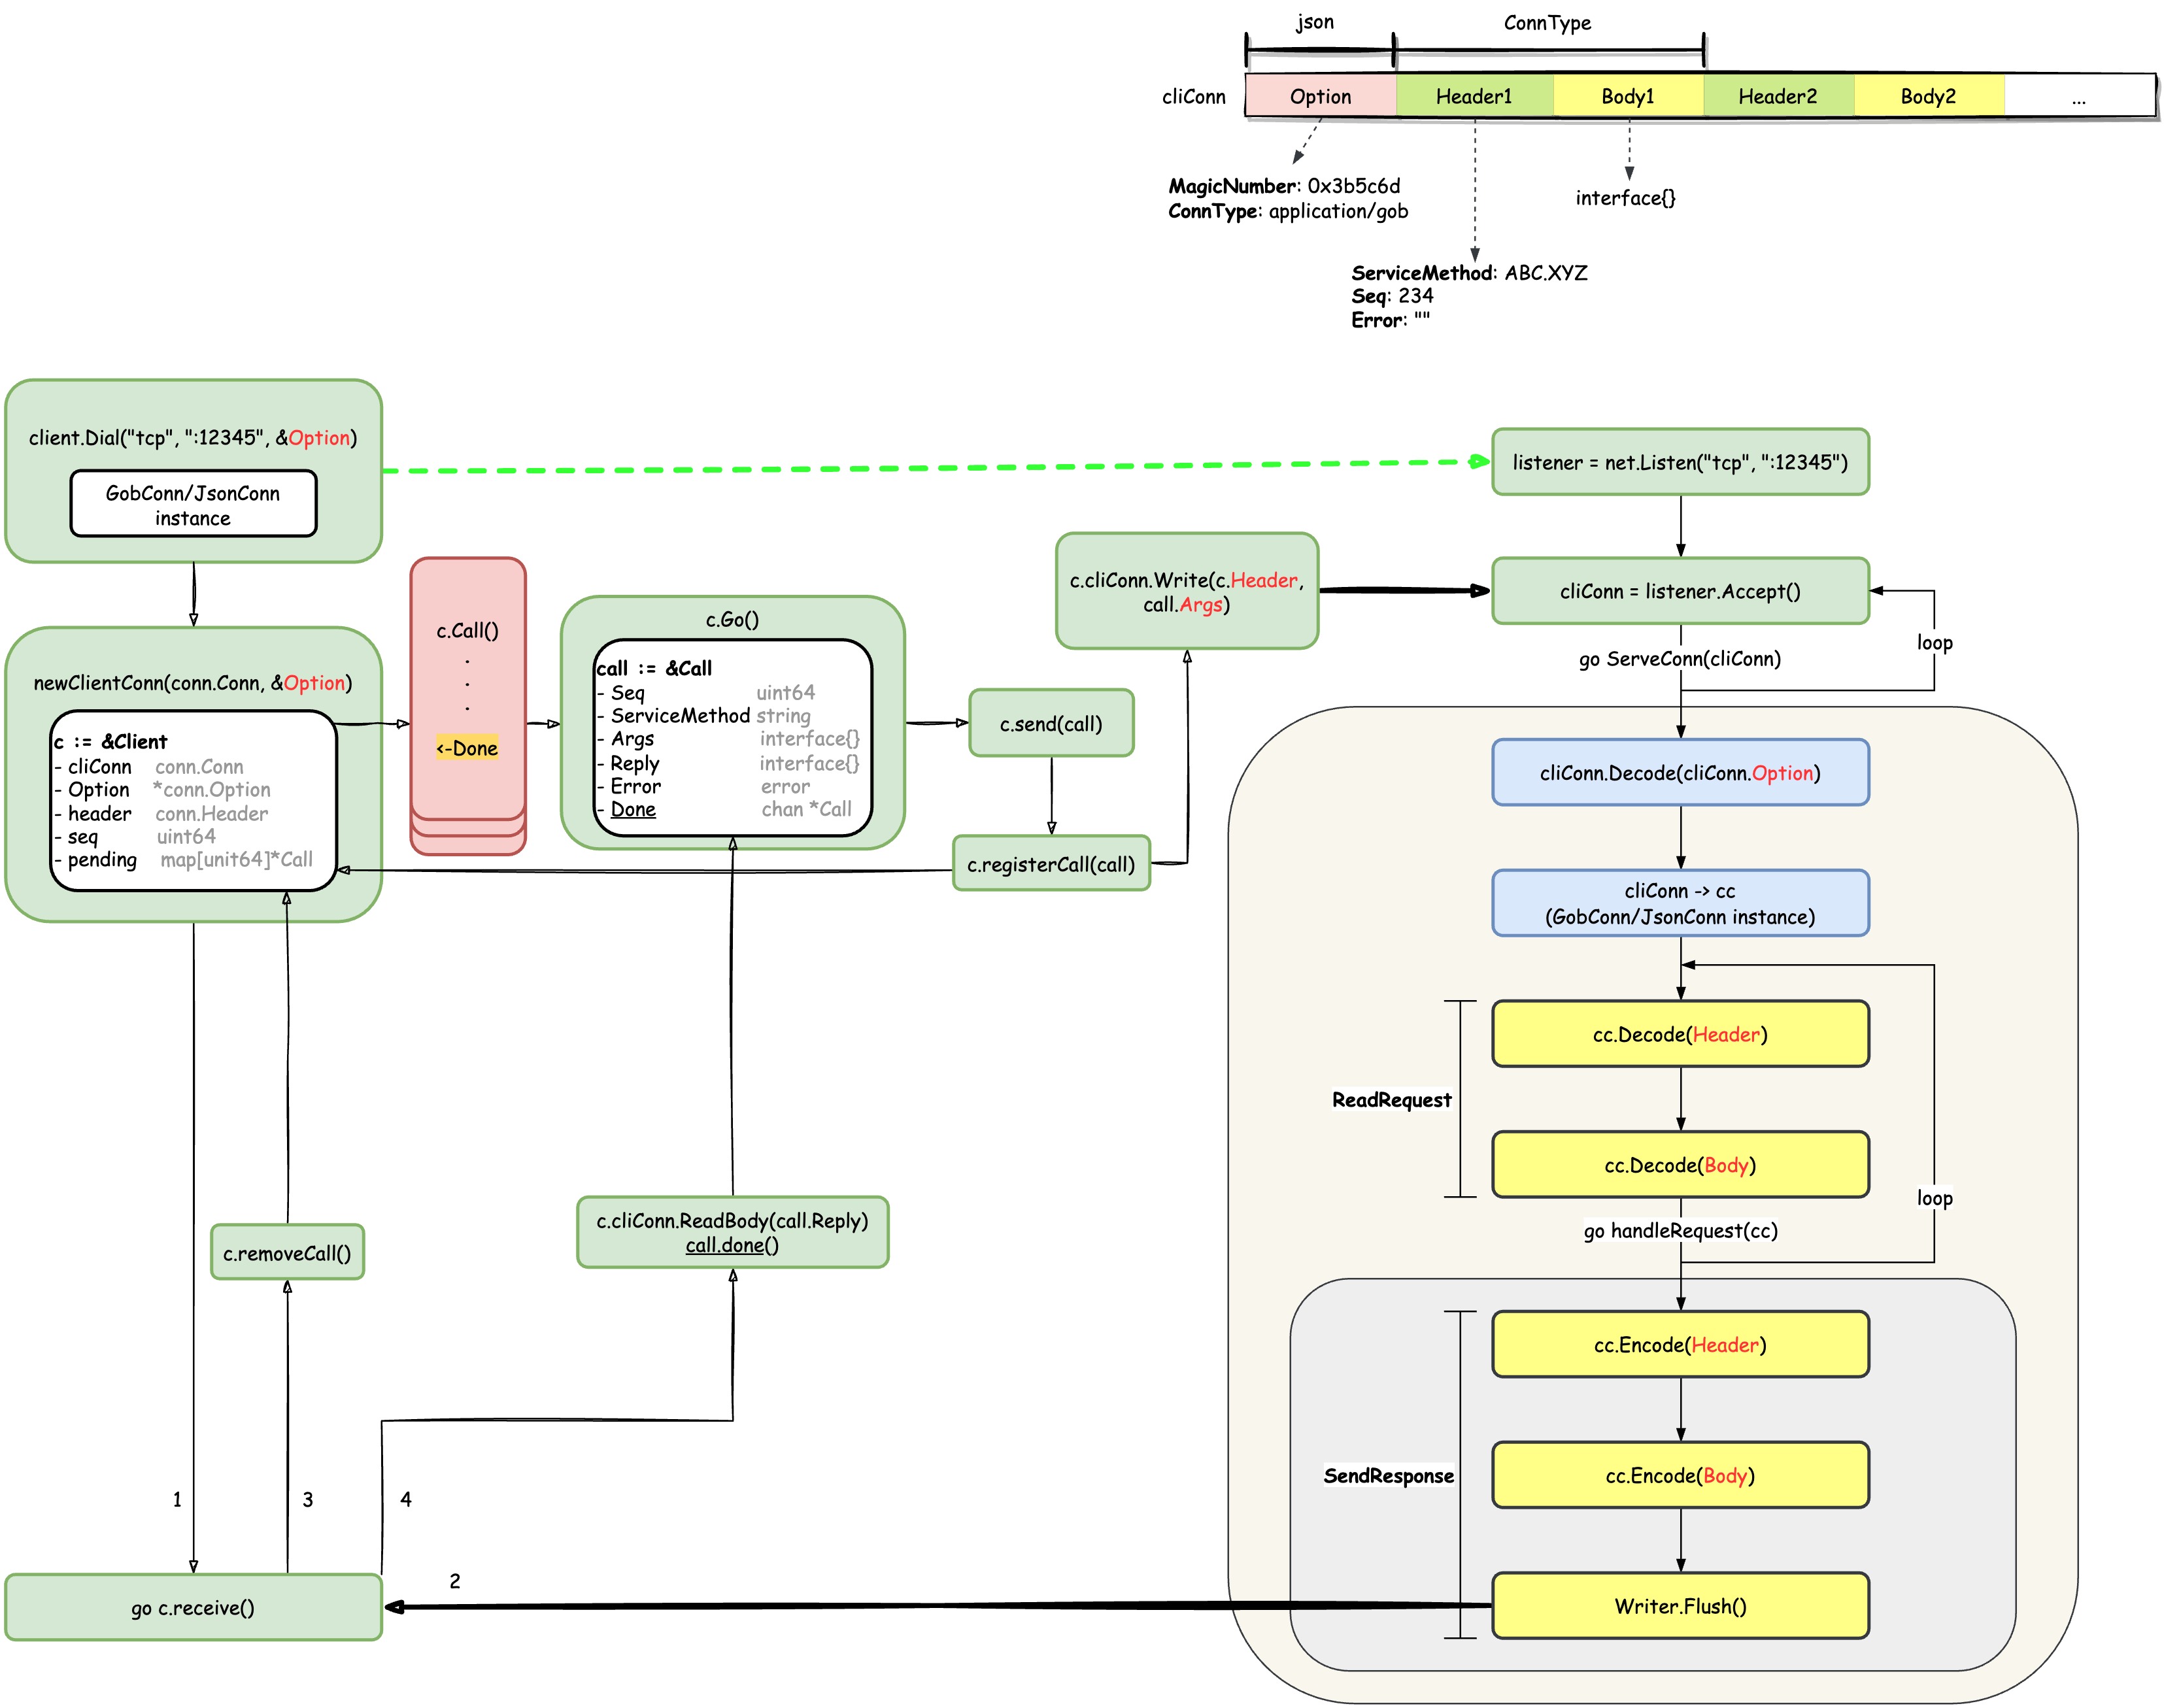 json
ConnType
cliConn
Option
Header1
Body1
Header2
Body2
...
MagicNumber: 0x3b5c6d
ConnType: application/gob
interface{}
ServiceMethod: ABC.XYZ
Seq: 234
Error: ""
client.Dial("tcp", ":12345", &Option)
GobConn/JsonConn
instance
newClientConn(conn.Conn, &Option)
c := &Client
- cliConn conn.Conn
- Option *conn.Option
- header conn.Header
- seq uint64
- pending map[unit64]*Call
c.Call()
.
.
.
<-Done
c.Go()
call := &Call
- Seq uint64
- ServiceMethod string
- Args interface{}
- Reply interface{}
- Error error
- Done chan *Call
c.send(call)
c.registerCall(call)
c.cliConn.Write(c.Header,
call.Args)
listener = net.Listen("tcp", ":12345")
cliConn = listener.Accept()
go ServeConn(cliConn)
loop
cliConn.Decode(cliConn.Option)
cliConn -> cc
(GobConn/JsonConn instance)
cc.Decode(Header)
ReadRequest
cc.Decode(Body)
loop
go handleRequest(cc)
cc.Encode(Header)
SendResponse
cc.Encode(Body)
Writer.Flush()
c.cliConn.ReadBody(call.Reply)
call.done()
c.removeCall()
1
3
4
2
go c.receive()